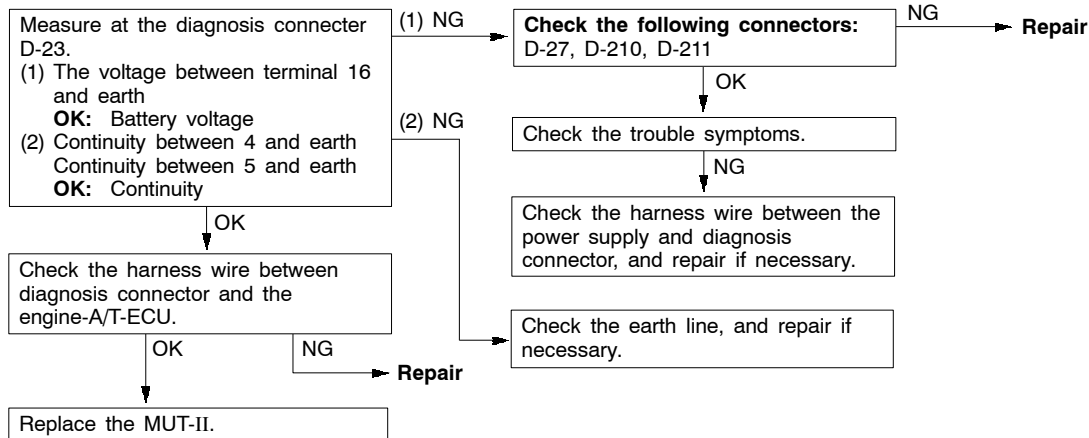 Measure at the diagnosis connecter
D-23.
(1) The voltage between terminal 16
and earth
OK: Battery voltage
(2) Continuity between 4 and earth
Continuity between 5 and earth
OK: Continuity
(1) NG
Check the following connectors:
D-27, D-210, D-211
NG
Repair
OK
Check the trouble symptoms.
NG
Check the harness wire between the
power supply and diagnosis
connector, and repair if necessary.
(2) NG
Check the earth line, and repair if
necessary.
OK
Check the harness wire between
diagnosis connector and the
engine-A/T-ECU.
NG
Repair
OK
Replace the MUT-II.